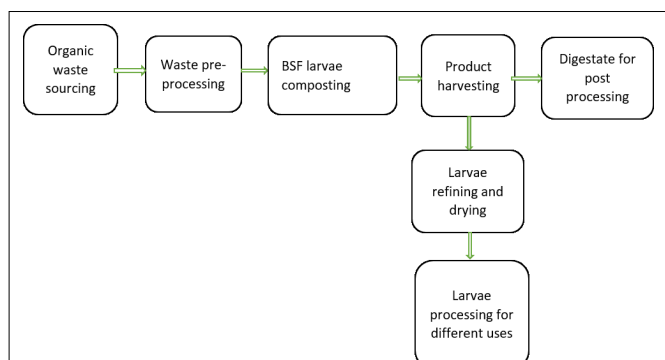 Organic
waste
sourcing
Waste pre-
processing
BSF larvae
composting
Product
harvesting
Digestate for
post
processing
Larvae
refining and
drying
Larvae
processing for
different uses